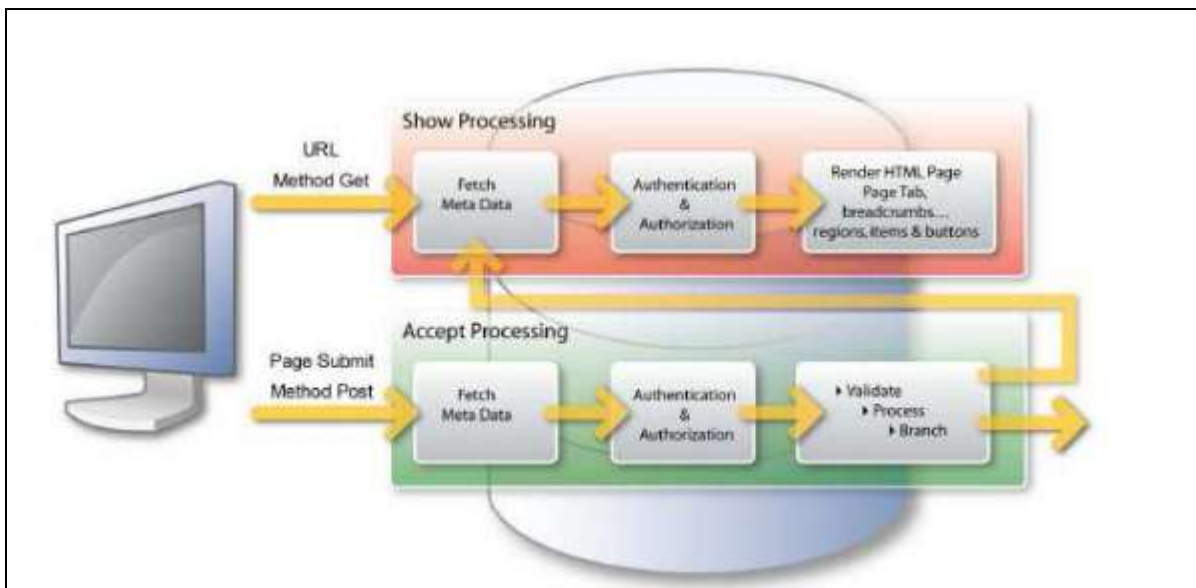 Show Processing
URL
Method Get
Fetch
Meta Data
Authentication
&
Authorization
Render HTML Page
Page Tab,
breadcrumbs....
regions, items & buttons
Accept Processing
Page Submit
Method Post
Fetch
Meta Data
Authentication
&
Authorization
Validate
Process
Branch